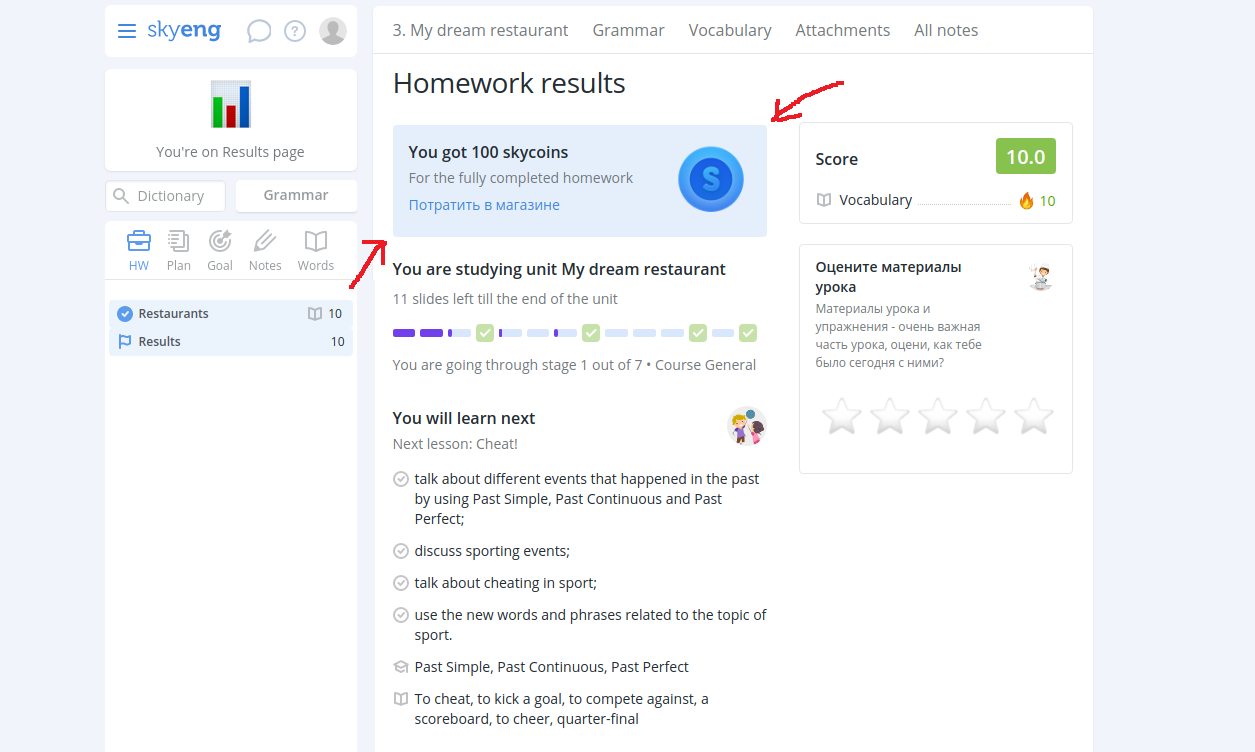 skyeng
?
You're on Results page
Dictionary
Grammar
HW
Plan
Goal
Notes
Words
Restaurants
10
Results
10
3. My dream restaurant
Grammar
Vocabulary
Attachments
All notes
Homework results
You got 100 skycoins
For the fully completed homework
Потратить в магазине
S
You are studying unit My dream restaurant
11 slides left till the end of the unit
You are going through stage 1 out of 7 • Course General
You will learn next
Next lesson: Cheat!
talk about different events that happened in the past
by using Past Simple, Past Continuous and Past
Perfect;
discuss sporting events;
talk about cheating in sport;
use the new words and phrases related to the topic of
sport.
Past Simple, Past Continuous, Past Perfect
To cheat, to kick a goal, to compete against, a
scoreboard, to cheer, quarter-final
Score
10.0
Vocabulary
10
Оцените материалы
урока
Материалы урока и
упражнения - очень важная
часть урока, оцени, как тебе
было сегодня с ними?